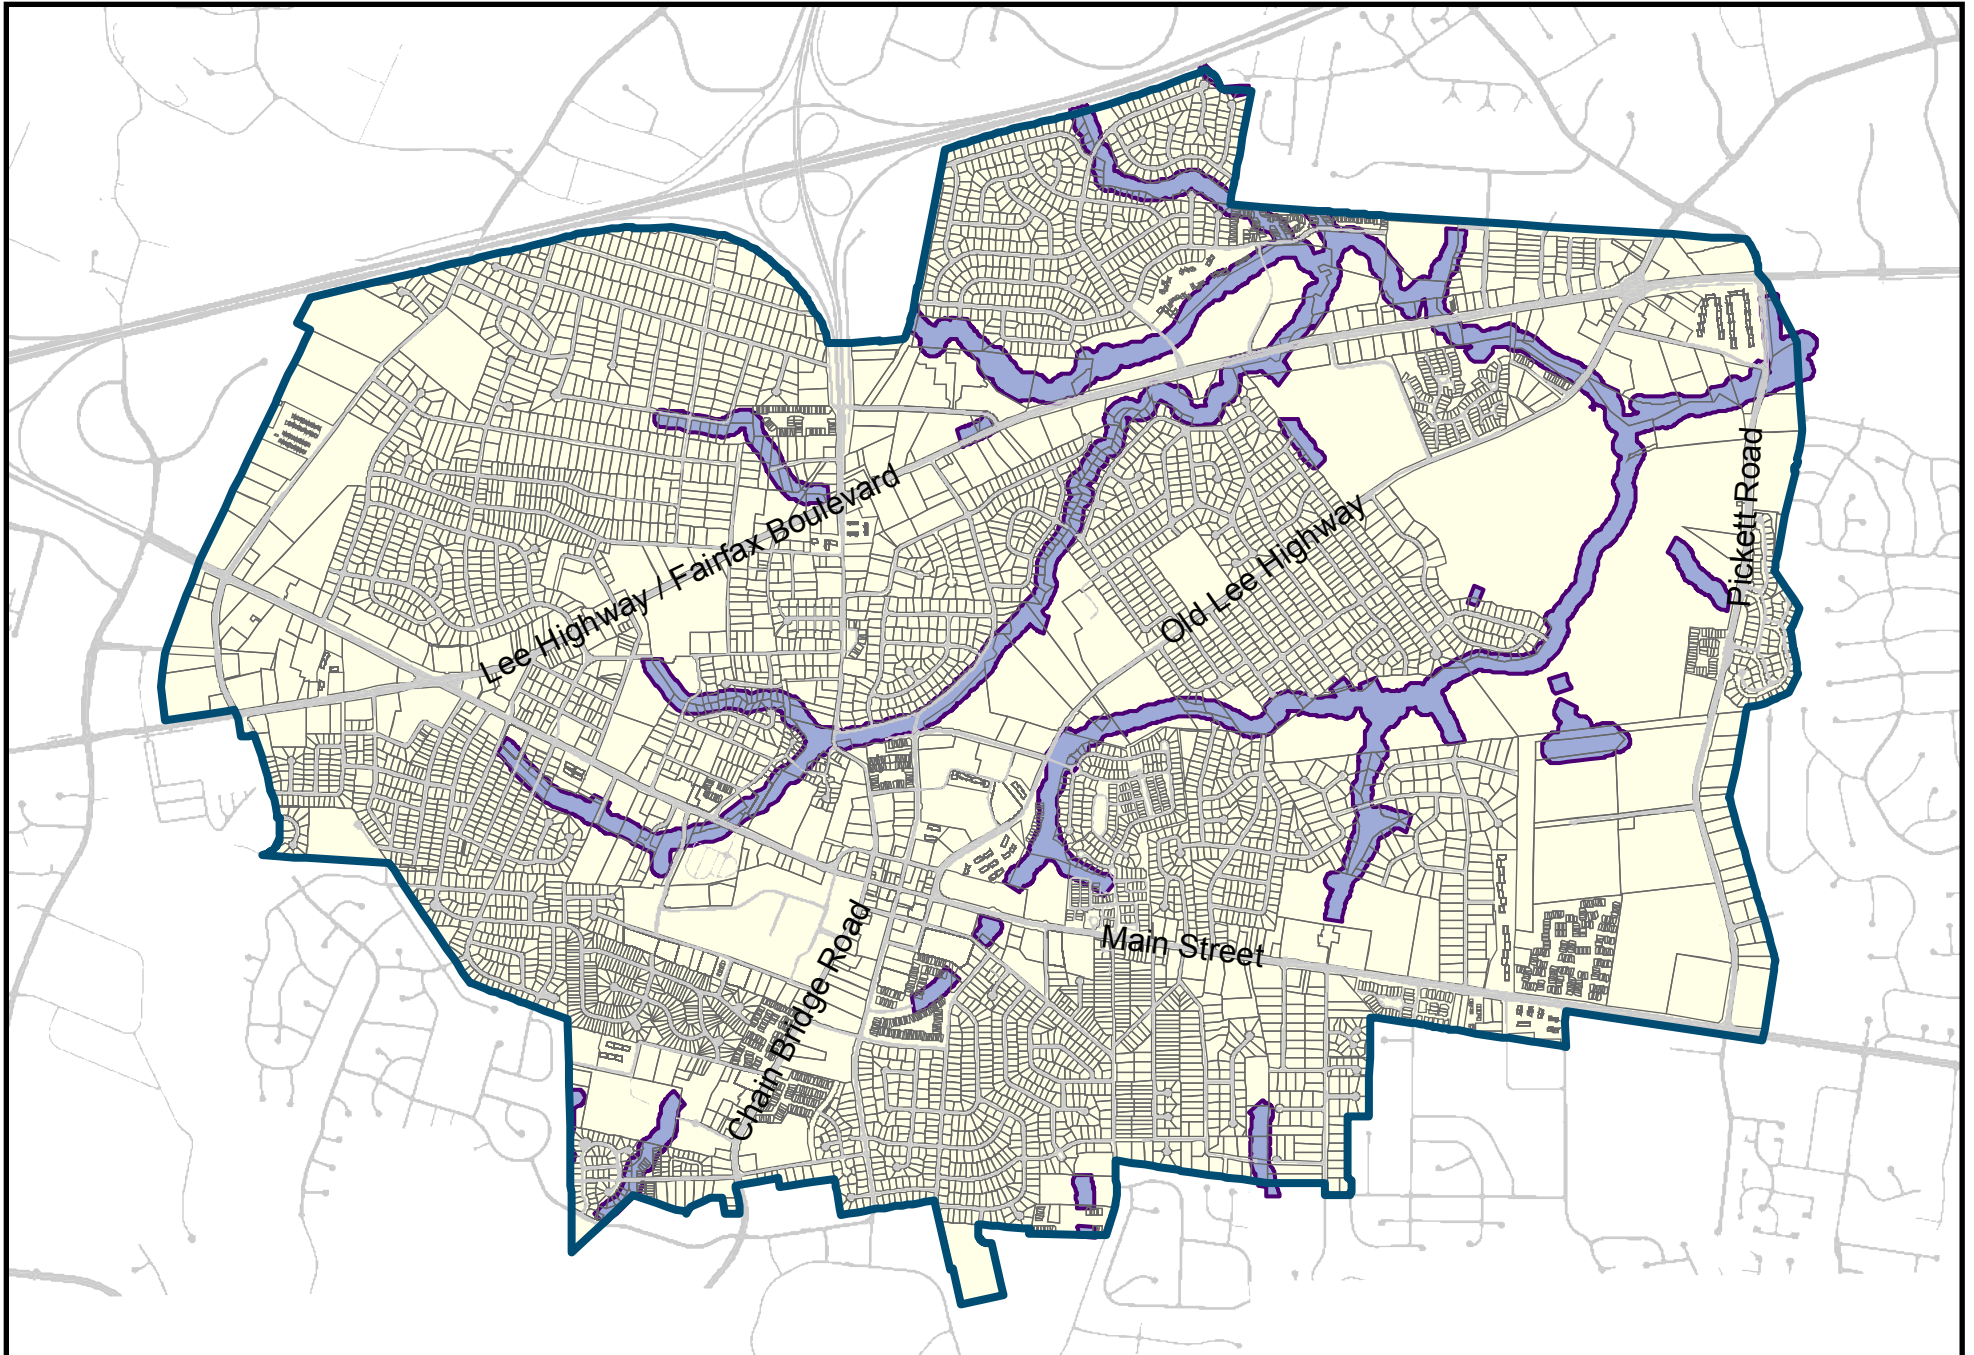 Lee Highway / Fairfax Boulevard
Old Lee Highway
Pickett Road
Main Street
Chain Bridge Road